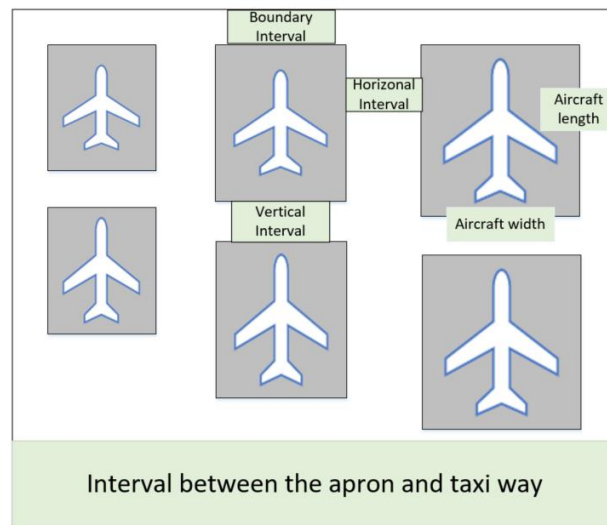 Boundary
Interval
Horizonal
Interval
Aircraft
length
Vertical
Interval
Aircraft width
Interval between the apron and taxi way